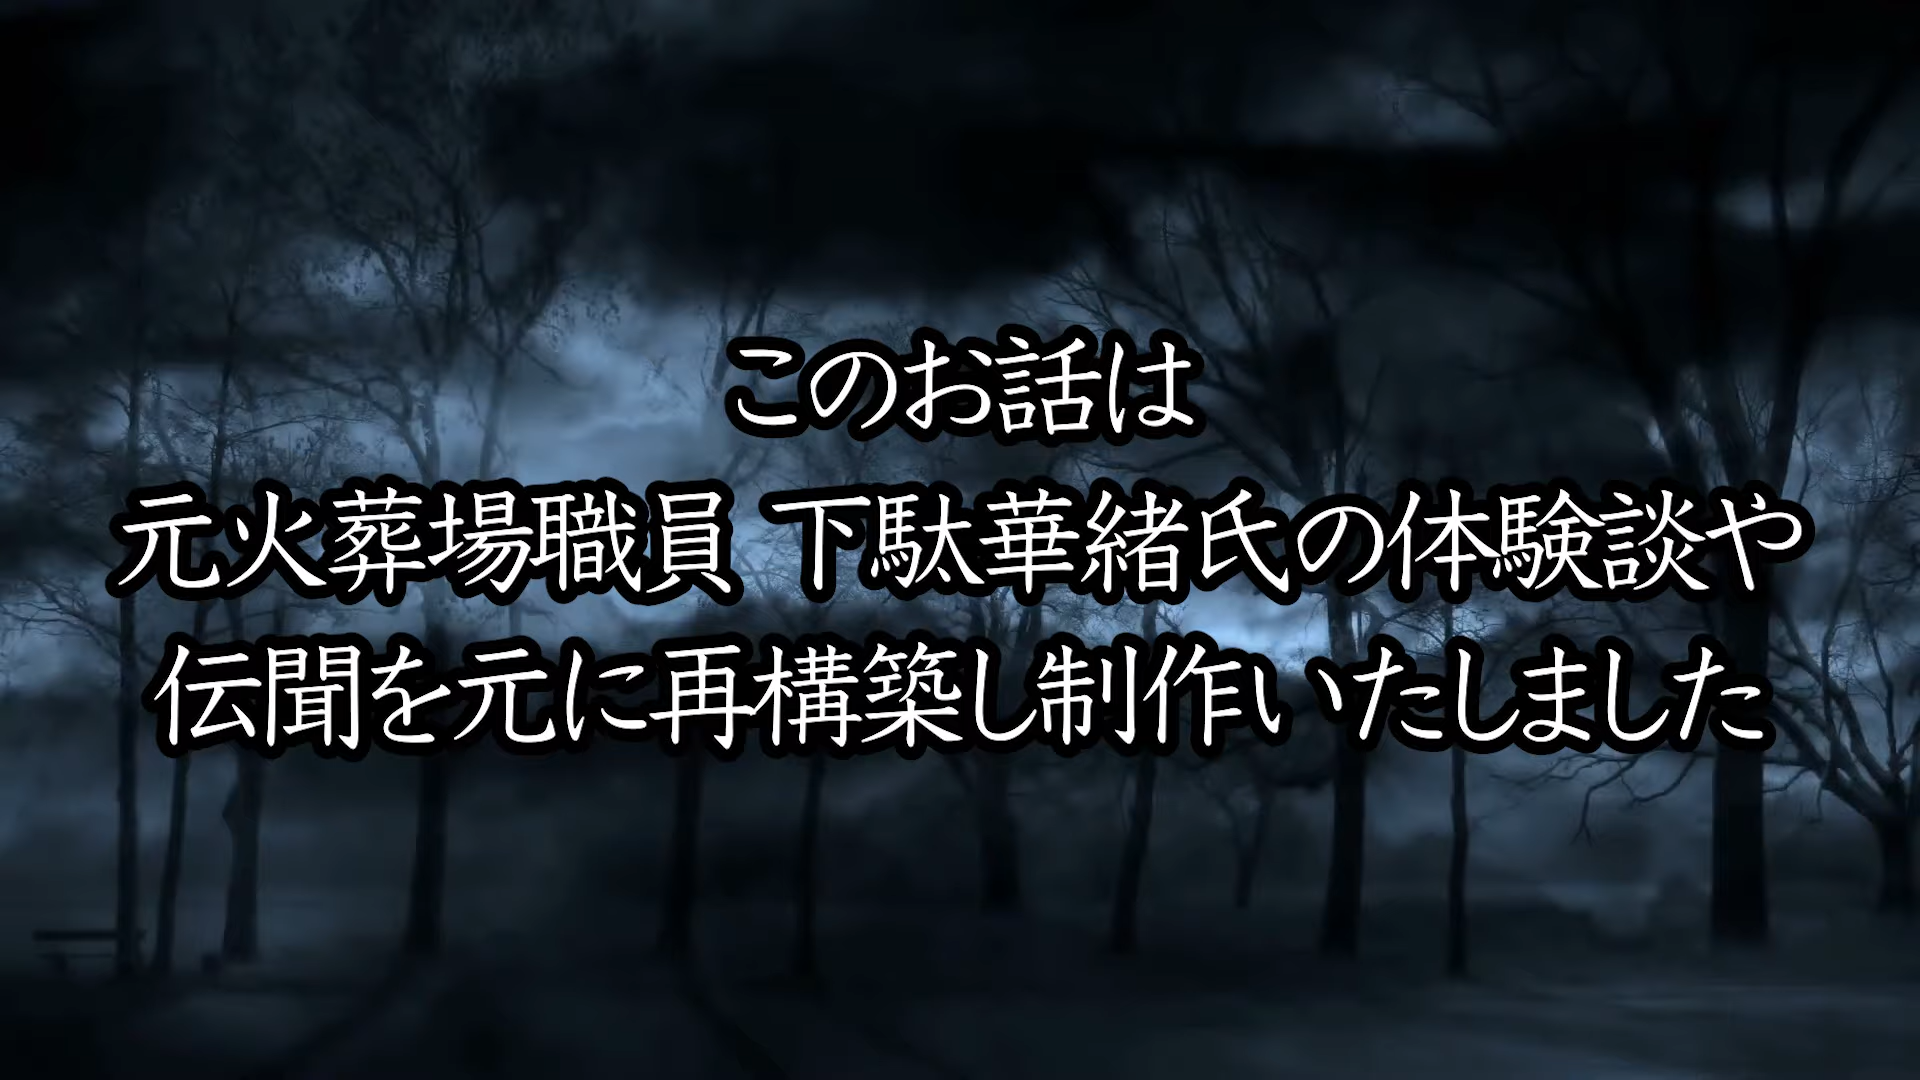 このお話は
元火葬場職員 下駄華緒氏の体験談や
伝聞を元に再構築し制作いたしました